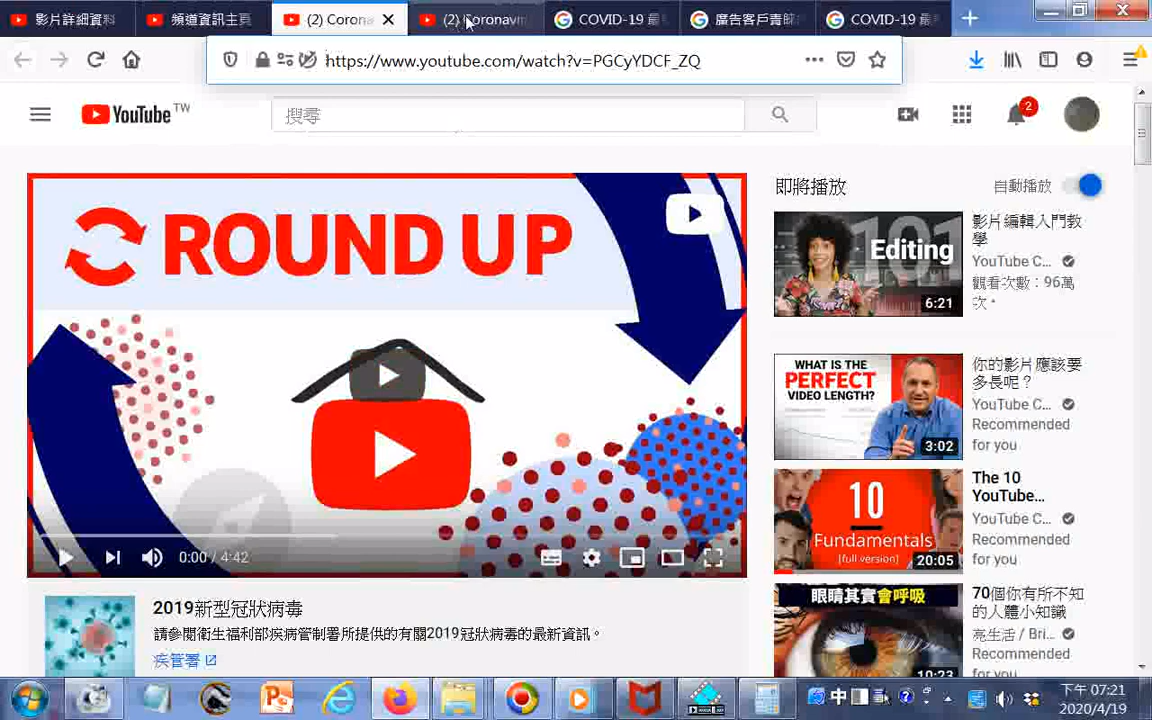 影片詳細資料
頻道資訊主頁
(2) Corona
(2) Coronavir
COVID-19 最
廣告客戶責
COVID-19 最
https://www.youtube.com/watch?v=PGCyYDCF_ZQ
YouTube TW
搜尋
2
ROUND UP
0:00 / 4:42
2019新型冠狀病毒
請參閱衛生福利部疾病管制署所提供的有關2019冠狀病毒的最新資訊。
疾管署
即將播放
自動播放
101
Editing
6:21
影片編輯入門教
學
YouTube C...
觀看次數：96萬
次・
WHAT IS THE
PERFECT
VIDEO LENGTH?
3:02
你的影片應該要
多長呢？
YouTube C...
Recommended
for you
10
Fundamentals
[full version]
20:05
The 10
YouTube...
YouTube C...
Recommended
for you
眼睛其實會呼吸
10:23
70個你有所不知
的人體小知識
亮生活 / Bri...
Recommended
for you
中
下午 07:21
2020/4/19